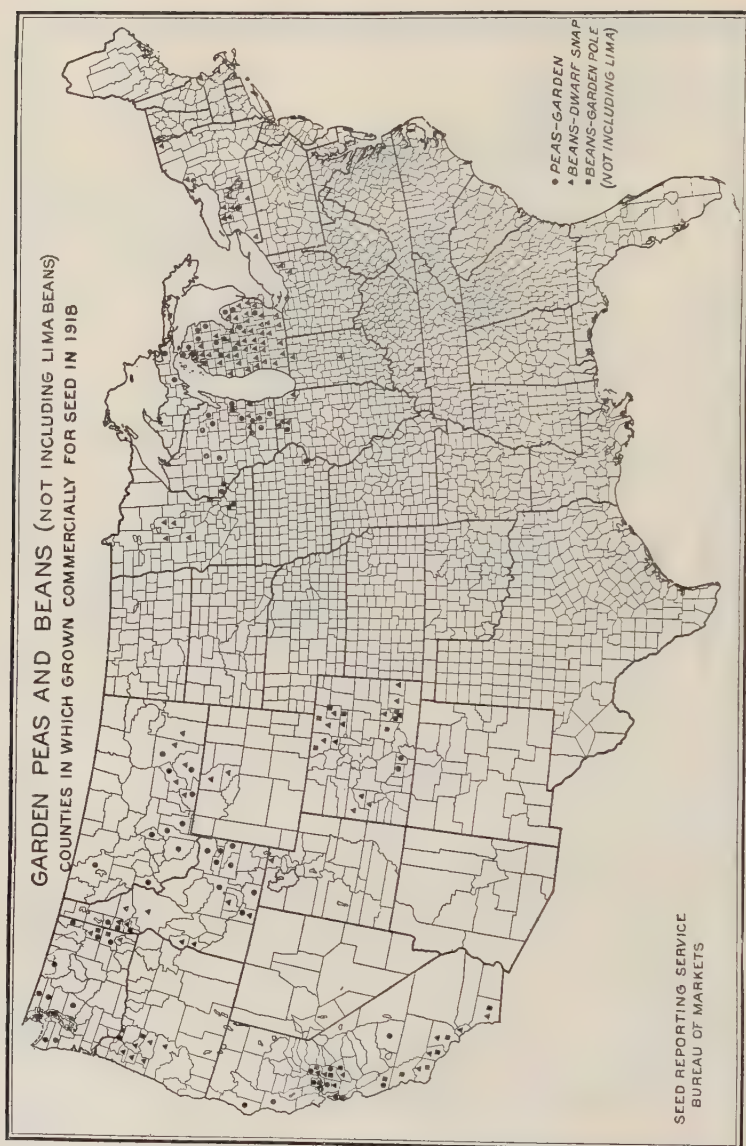 GARDEN PEAS AND BEANS (NOT INCLUDING LIMA BEANS)
COUNTIES IN WHICH GROWN COMMERCIALLY FOR SEED IN 1918
● PEAS-GARDEN
▲ BEANS-DWARF SNAP
■ BEANS-GARDEN POLE
(NOT INCLUDING LIMA)
SEED REPORTING SERVICE
BUREAU OF MARKETS